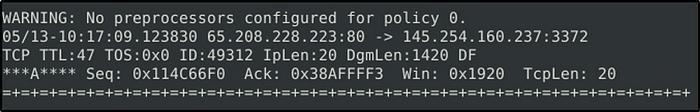 WARNING: No preprocessors configured for policy 0.
05/13-10:17:09.123830 65.208.228.223:80 -> 145.254.160.237:3372
TCP TTL:47 TOS:0x0 ID:49312 IpLen:20 DgmLen:1420 DF
***A**** Seq: 0x114C66F0  Ack: 0x38AFFFF3  Win: 0x1920  TcpLen: 20
=+=+=+=+=+=+=+=+=+=+=+=+=+=+=+=+=+=+=+=+=+=+=+=+=+=+=+=+=+=+=+=+=+=+=+=+=+